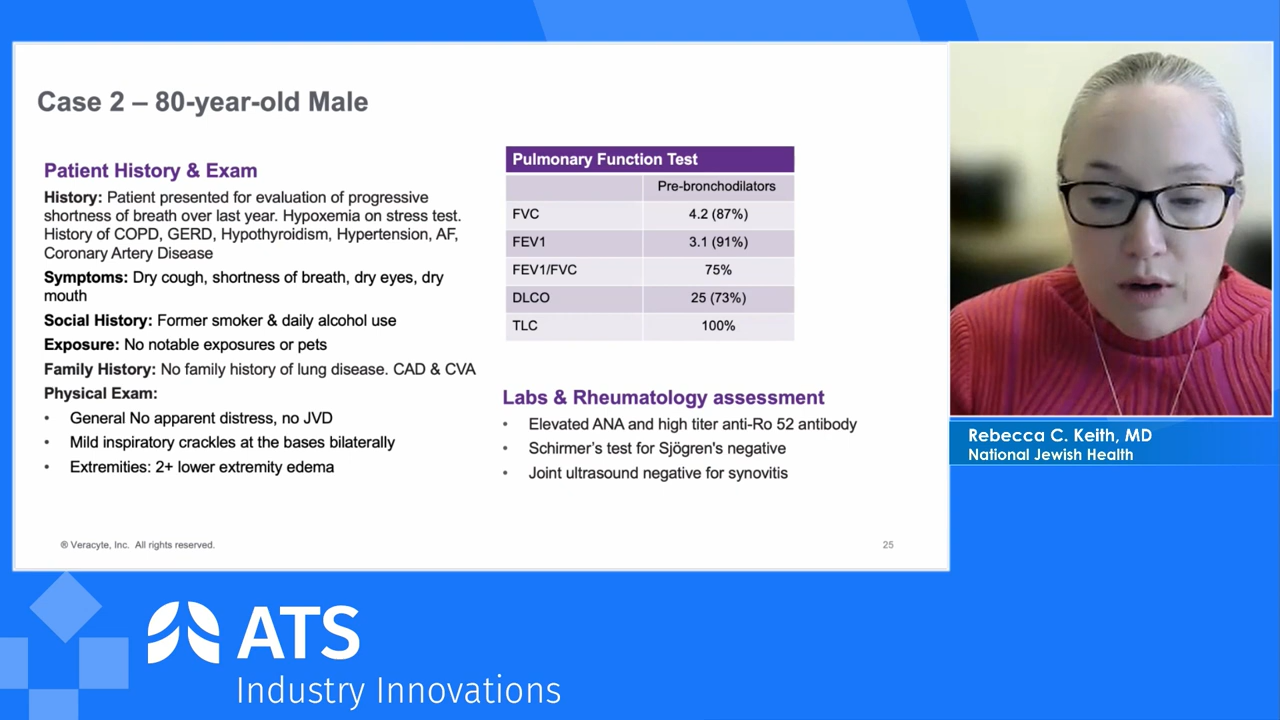 Case 2 – 80-year-old Male
Patient History & Exam
History: Patient presented for evaluation of progressive
shortness of breath over last year. Hypoxemia on stress test.
History of COPD, GERD, Hypothyroidism, Hypertension, AF,
Coronary Artery Disease
Symptoms: Dry cough, shortness of breath, dry eyes, dry
mouth
Social History: Former smoker & daily alcohol use
Exposure: No notable exposures or pets
Family History: No family history of lung disease. CAD & CVA
Physical Exam:
• General No apparent distress, no JVD
• Mild inspiratory crackles at the bases bilaterally
• Extremities: 2+ lower extremity edema
Pulmonary Function Test
Pre-bronchodilators
FVC 4.2 (87%)
FEV1 3.1 (91%)
FEV1/FVC 75%
DLCO 25 (73%)
TLC 100%
Labs & Rheumatology assessment
• Elevated ANA and high titer anti-Ro 52 antibody
• Schirmer’s test for Sjögren's negative
• Joint ultrasound negative for synovitis
® Veracyte, Inc. All rights reserved.
25
Rebecca C. Keith, MD
National Jewish Health
ATS
Industry Innovations